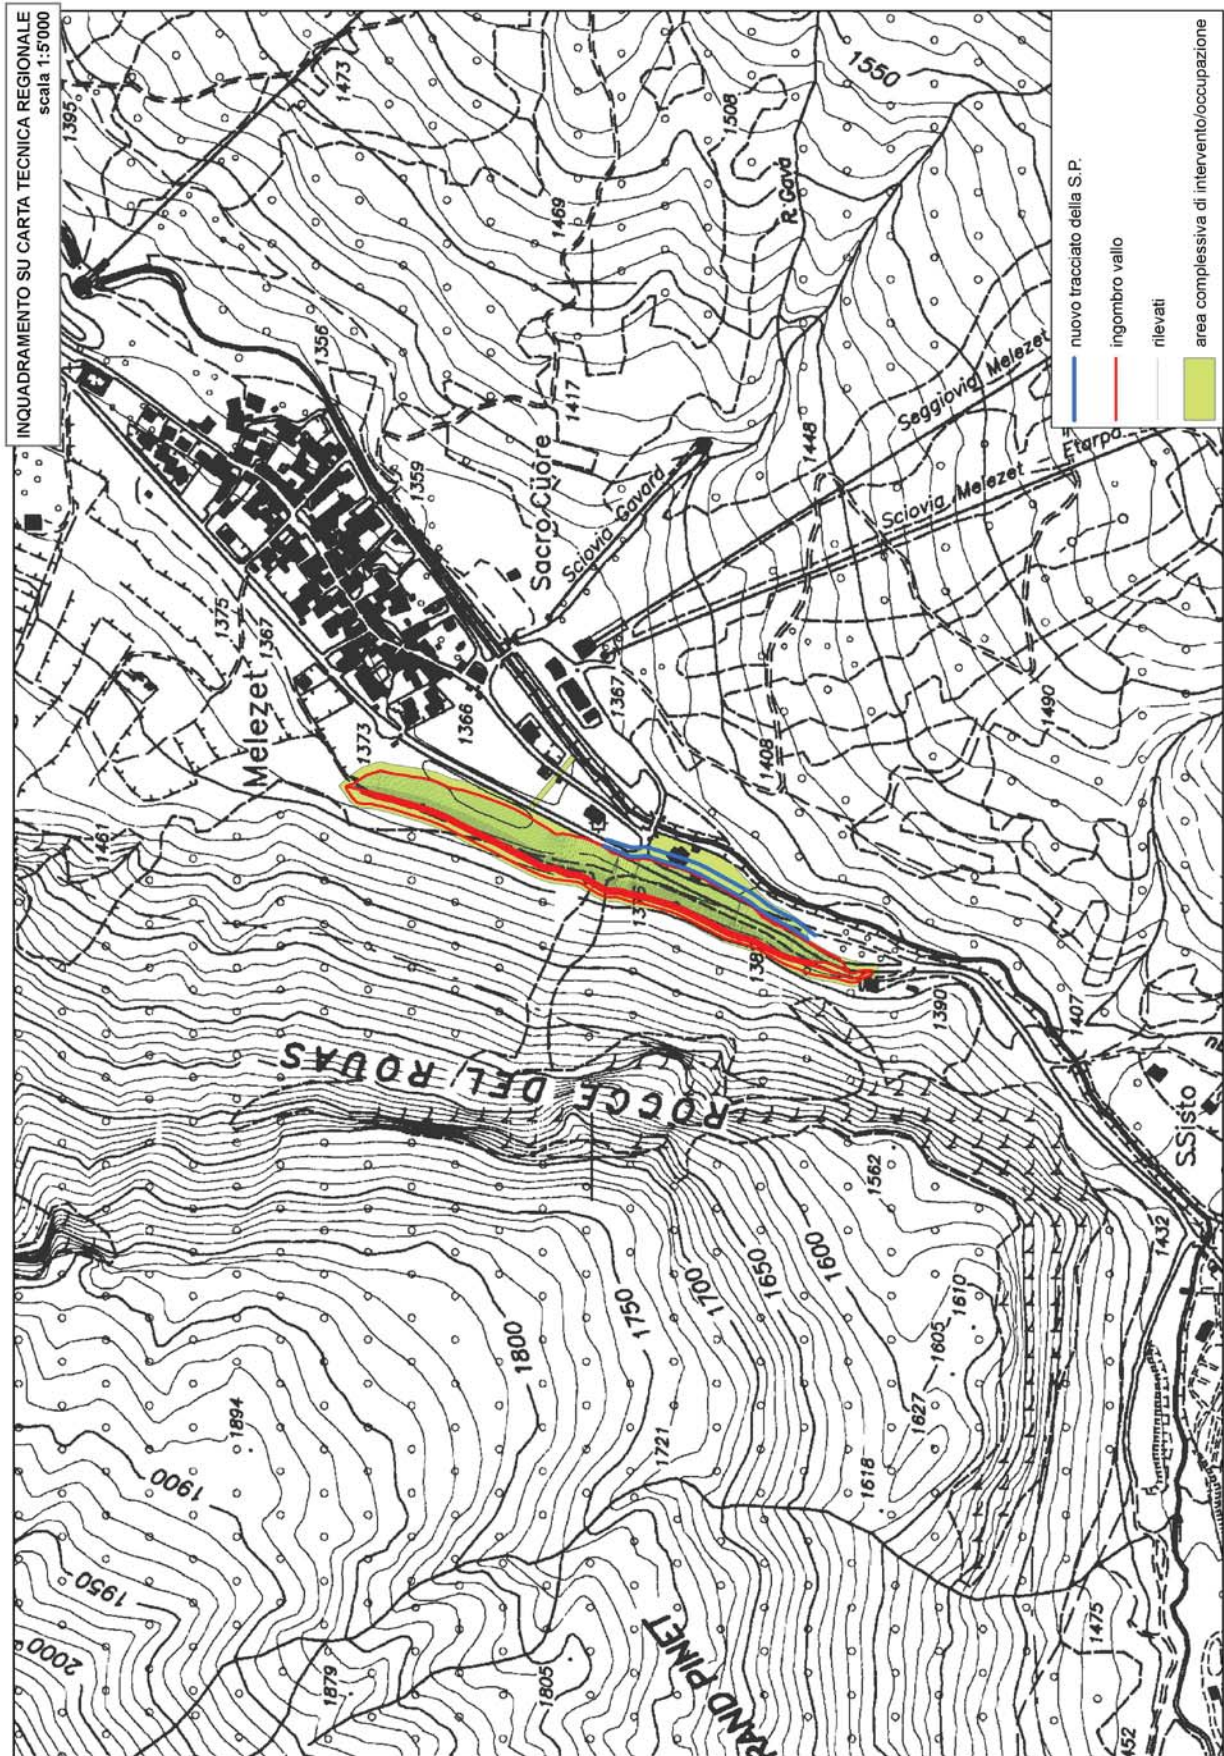 INQUADRAMENTO SU CARTA TECNICA REGIONALE
scala 1:5'000
2000
1950
1900
1894
1879
1805
1800
1750
1721
1700
1650
1600
1618
1627
1605
1610
1562
1475
1432
S.Sisto
1407
1390
ROCCE DEL ROUAS
1461
Melezet
1373
1367
1375
1366
1367
1408
1490
1448
Sacro Cuore
Sciovia Gavard
Sciovia Melezet
Seggiovia Melezet
Etarpa
1359
1356
1417
1469
1473
1395
1508
R. Gavd
1550
nuovo tracciato della S.P.
ingombro vallo
rilevati
area complessiva di intervento/occupazione